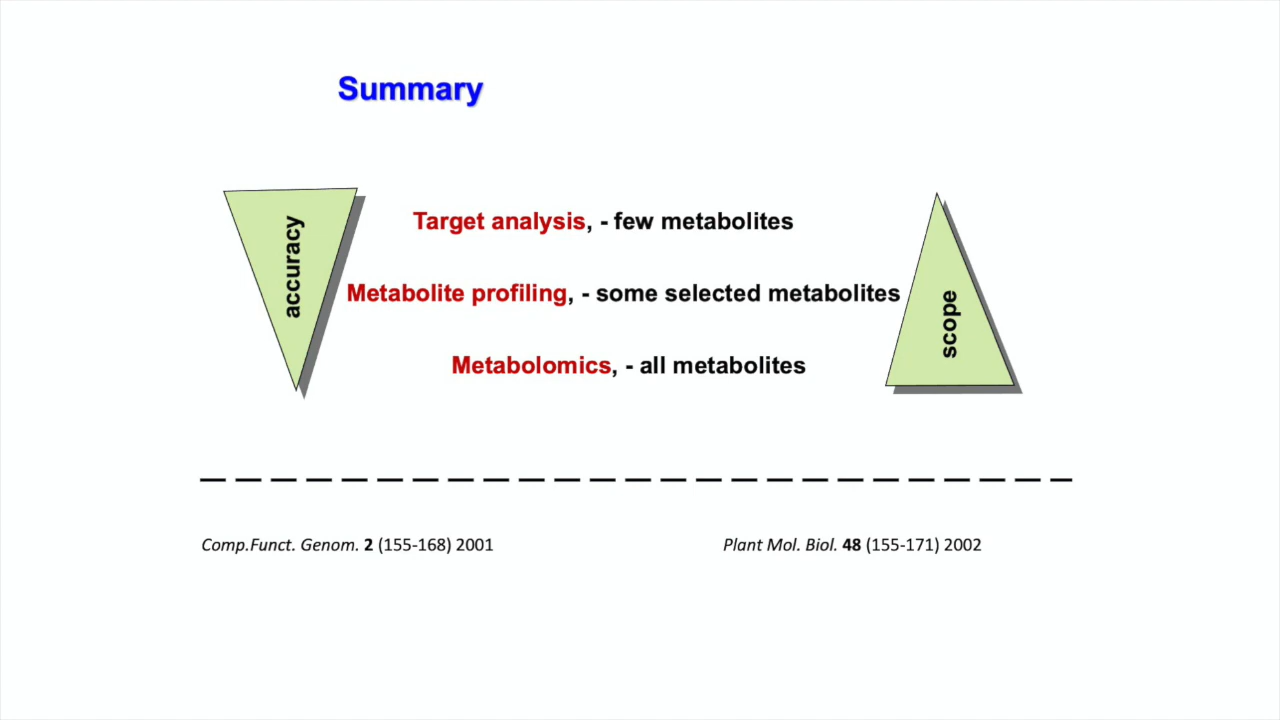 Summary
accuracy
Target analysis, - few metabolites
Metabolite profiling, - some selected metabolites
Metabolomics, - all metabolites
scope
Comp.Funct. Genom. 2 (155-168) 2001
Plant Mol. Biol. 48 (155-171) 2002